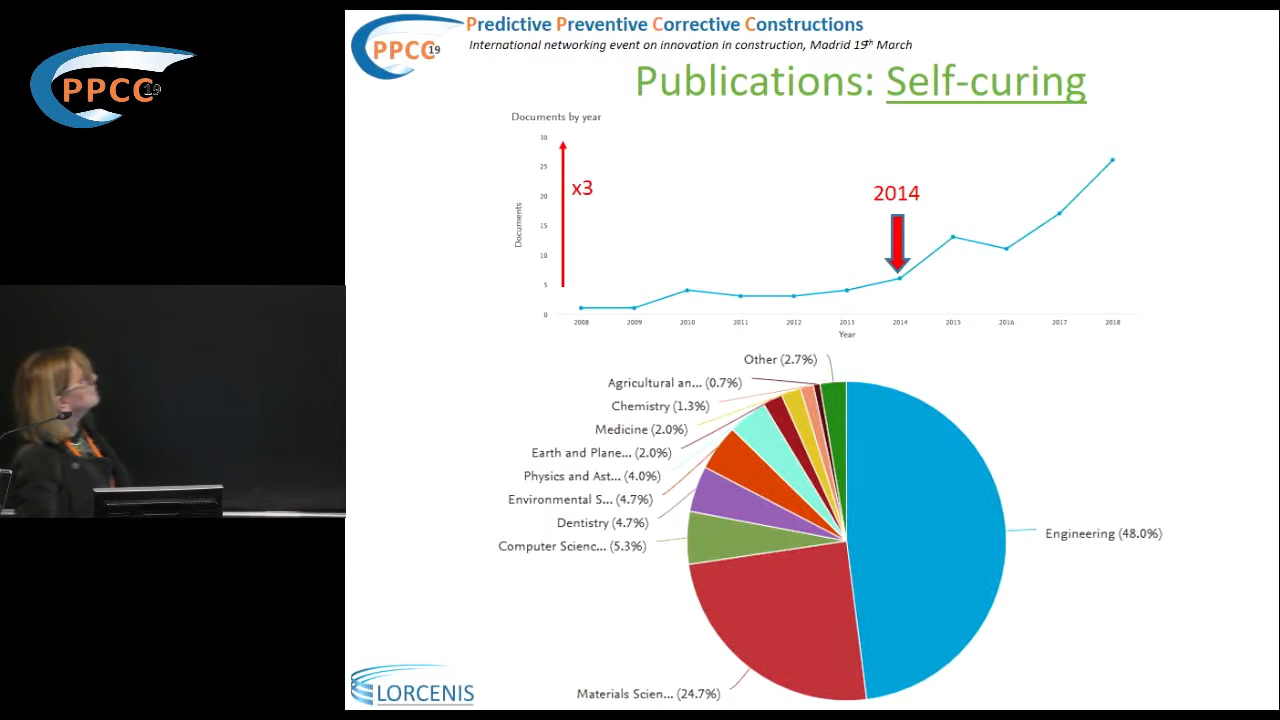 PPCC 19
PPCC 19
Predictive Preventive Corrective Constructions
International networking event on innovation in construction, Madrid 19th March
Publications: Self-curing
Documents by year
30
25
20
15
10
5
0
Documents
x3
2014
2008 2009 2010 2011 2012 2013 2014 2015 2016 2017 2018
Year
Other (2.7%)
Agricultural an... (0.7%)
Chemistry (1.3%)
Medicine (2.0%)
Earth and Plane... (2.0%)
Physics and Ast... (4.0%)
Environmental S... (4.7%)
Dentistry (4.7%)
Computer Scienc... (5.3%)
Engineering (48.0%)
Materials Scien... (24.7%)
LORCENIS